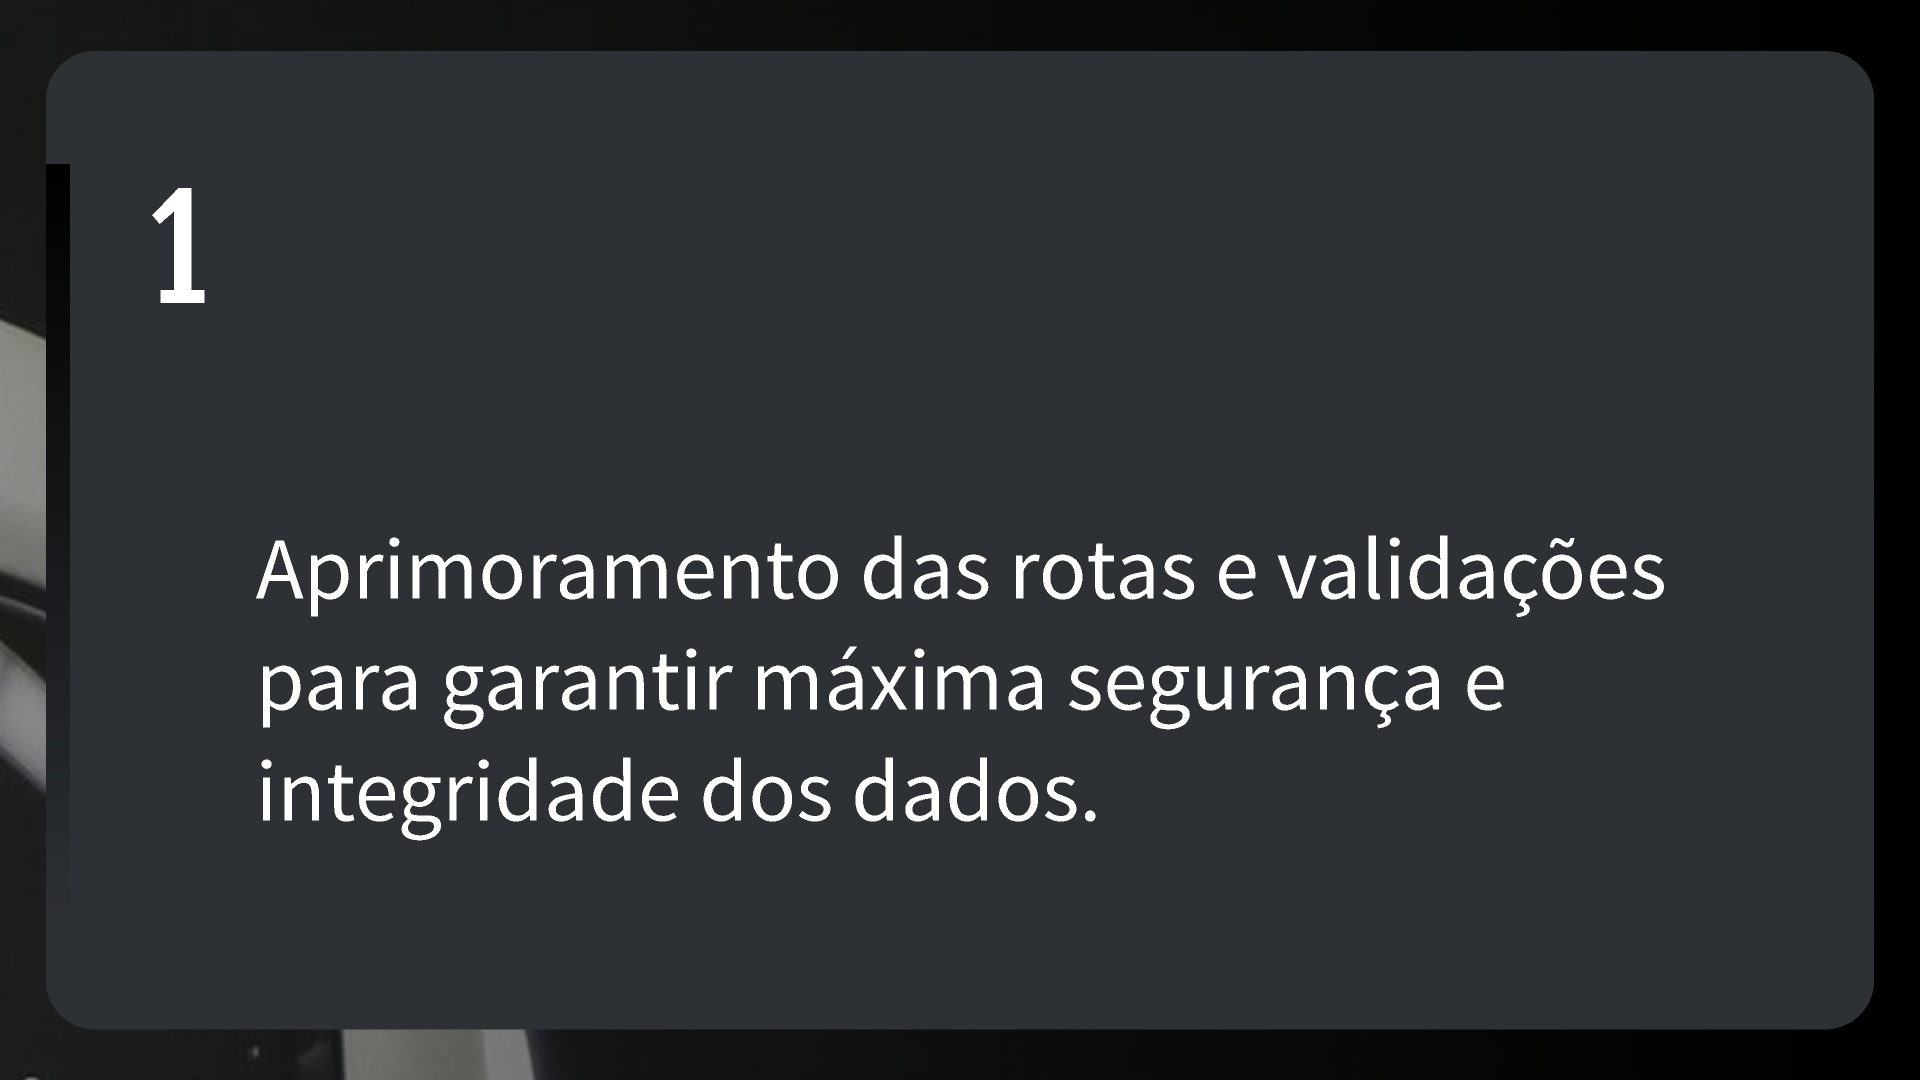 1
Aprimoramento das rotas e validações
para garantir máxima segurança e
integridade dos dados.